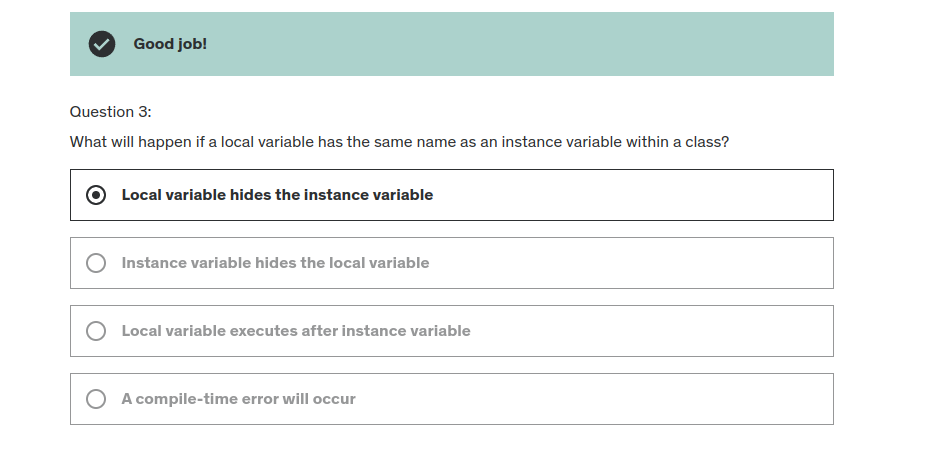 Good job!
Question 3:
What will happen if a local variable has the same name as an instance variable within a class?
Local variable hides the instance variable
Instance variable hides the local variable
Local variable executes after instance variable
A compile-time error will occur